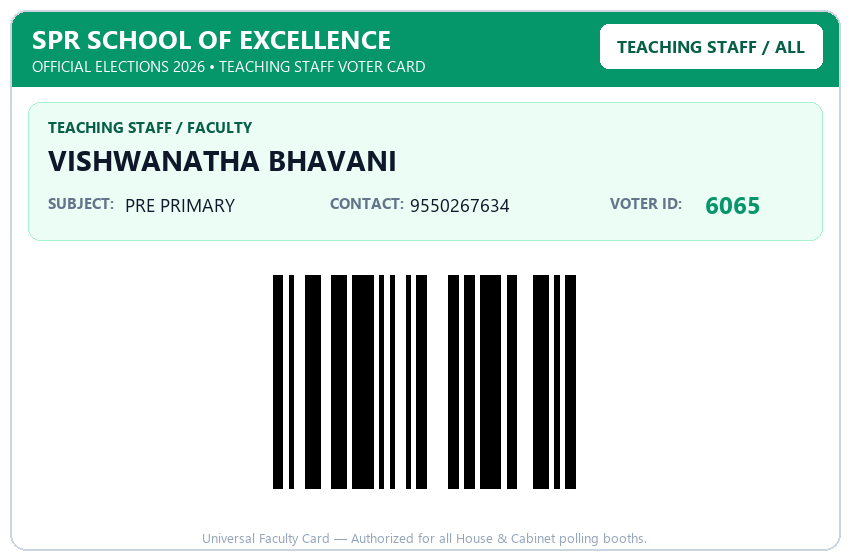 SPR SCHOOL OF EXCELLENCE
OFFICIAL ELECTIONS 2026 • TEACHING STAFF VOTER CARD
TEACHING STAFF / ALL
TEACHING STAFF / FACULTY
VISHWANATHA BHAVANI
SUBJECT: PRE PRIMARY CONTACT: 9550267634 VOTER ID: 6065
Universal Faculty Card — Authorized for all House & Cabinet polling booths.